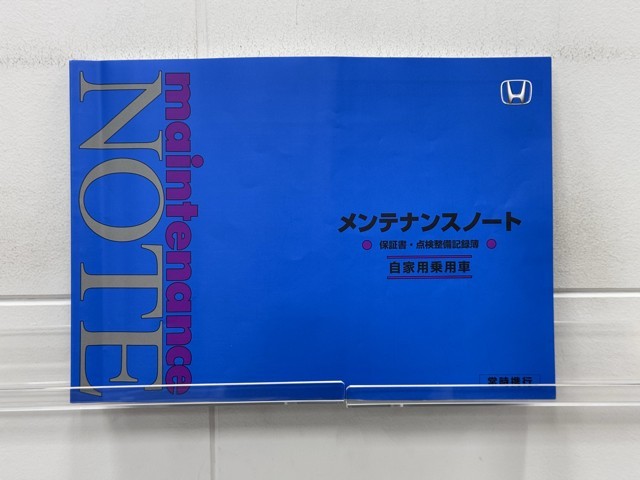 maintenance
NOTE
メンテナンスノート
保証書・点検整備記録簿
自家用乗用車